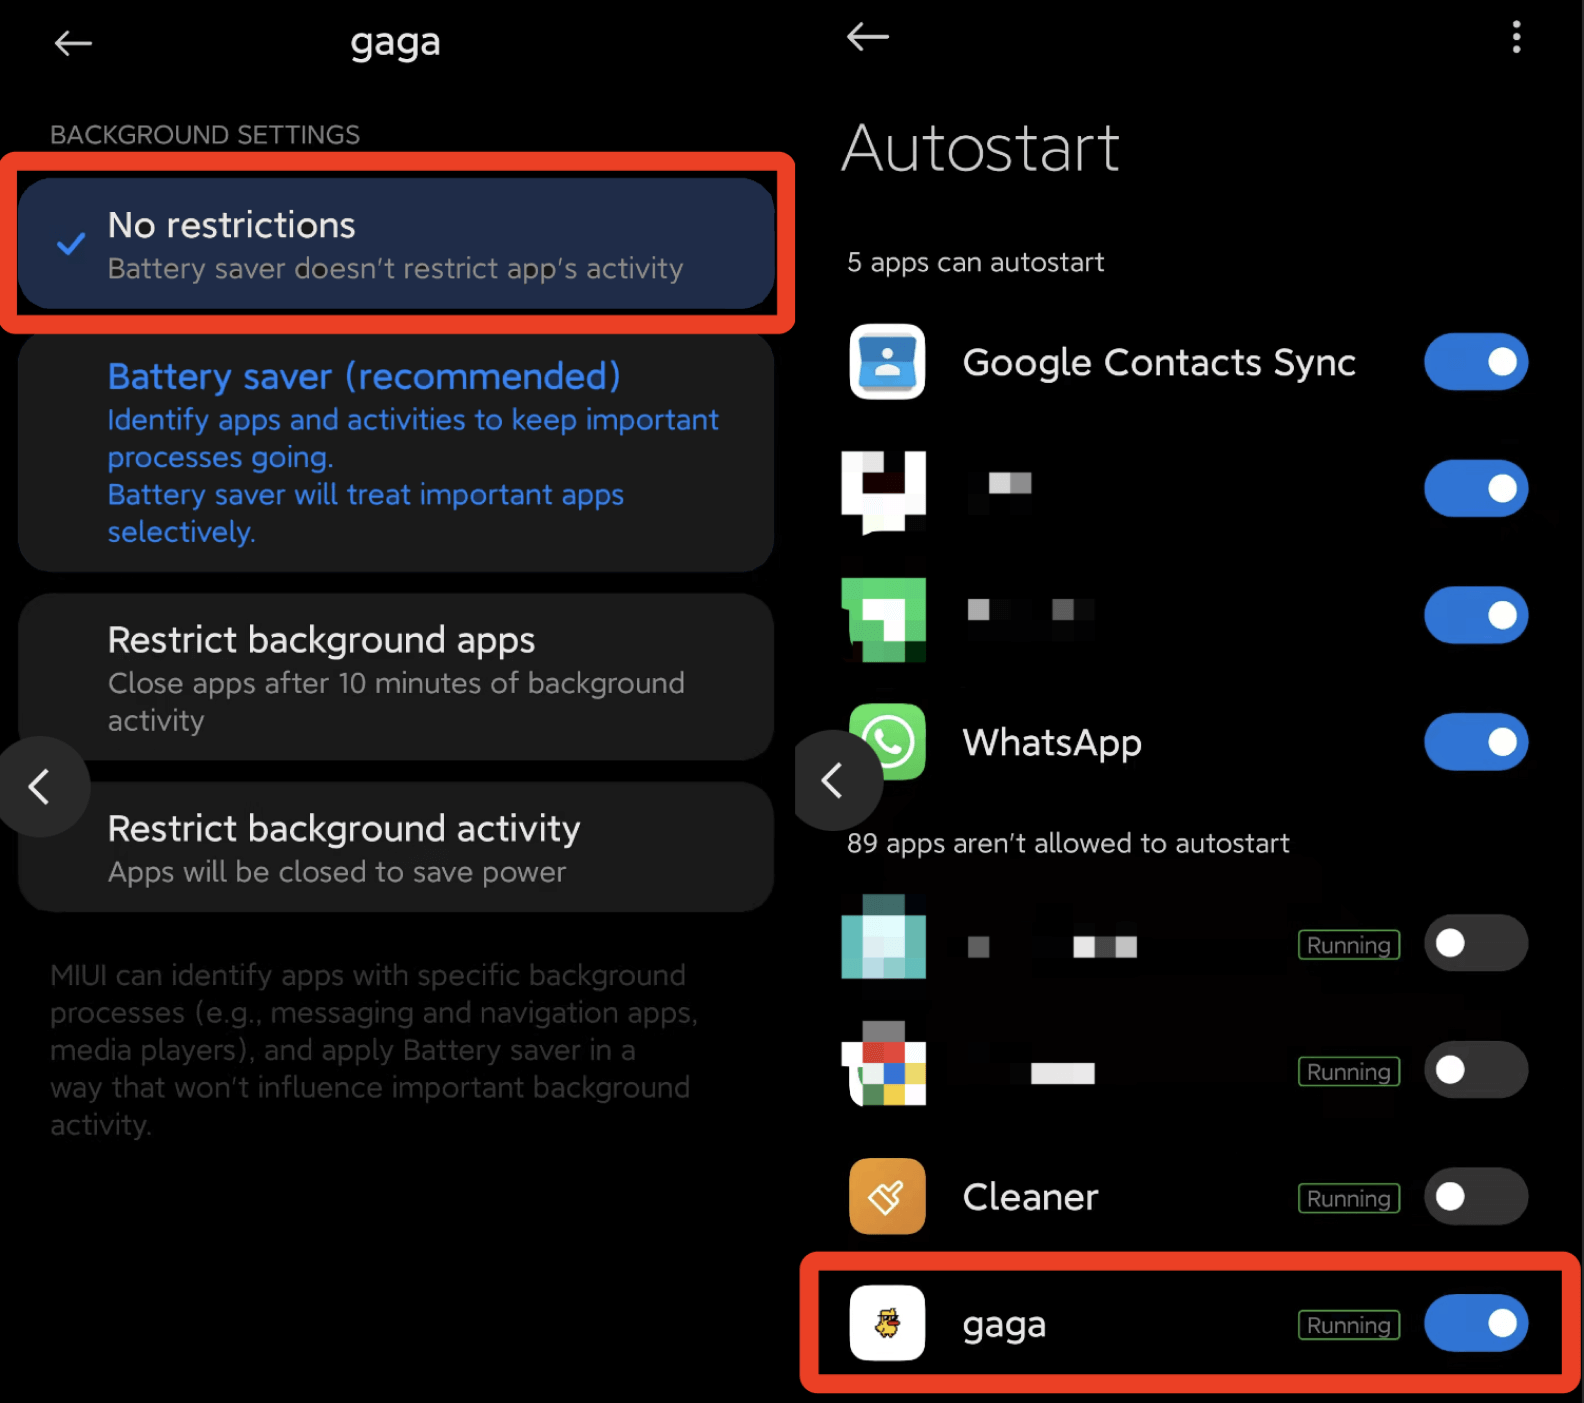 gaga
BACKGROUND SETTINGS
No restrictions
Battery saver doesn't restrict app's activity
Battery saver (recommended)
Identify apps and activities to keep important
processes going.
Battery saver will treat important apps
selectively.
Restrict background apps
Close apps after 10 minutes of background
activity
Restrict background activity
Apps will be closed to save power
MIUI can identify apps with specific background
processes (e.g., messaging and navigation apps,
media players), and apply Battery saver in a
way that won't influence important background
activity.
Autostart
5 apps can autostart
Google Contacts Sync
WhatsApp
89 apps aren't allowed to autostart
Running
Running
Cleaner Running
gaga Running